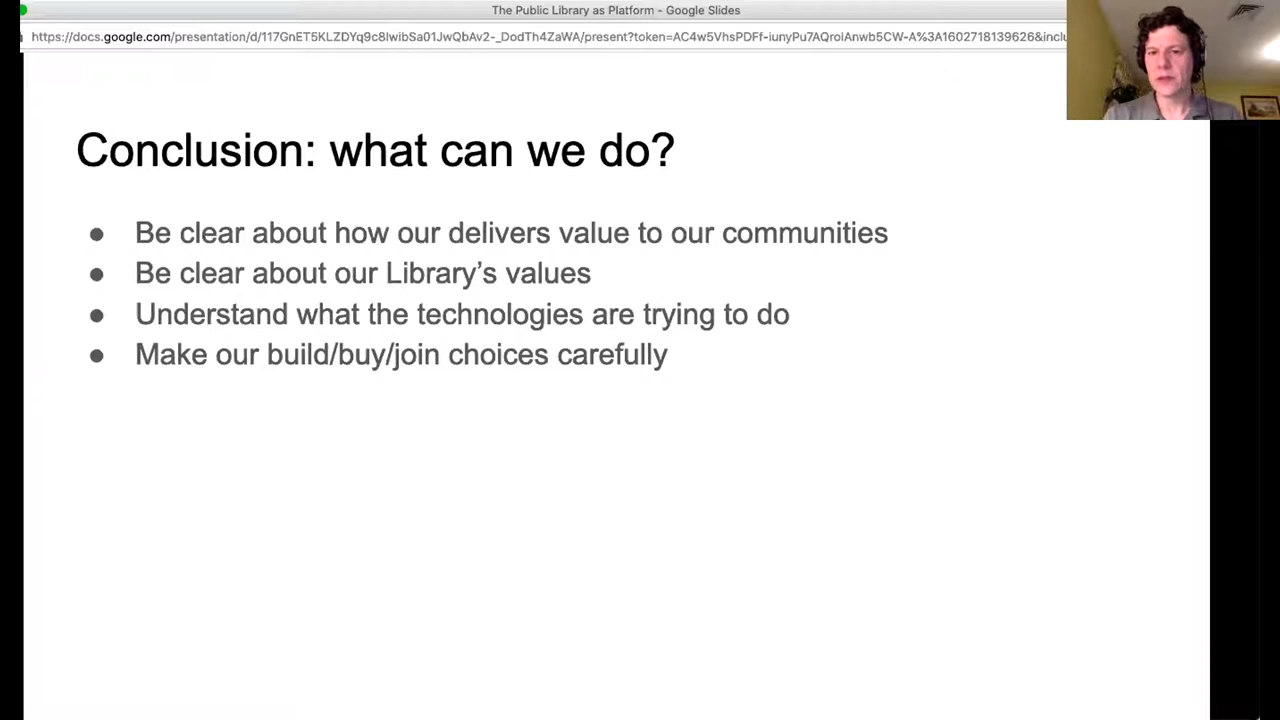 The Public Library as Platform - Google Slides
https://docs.google.com/presentation/d/117GnET5KLZDYq9c8lwibSa01JwQbAv2-_DodTh4ZaWA/present?token=AC4w5VhsPDFf-iunyPu7AQroiAnwb5CW-A%3A1602718139626&inclu
Conclusion: what can we do?
● Be clear about how our delivers value to our communities
● Be clear about our Library’s values
● Understand what the technologies are trying to do
● Make our build/buy/join choices carefully